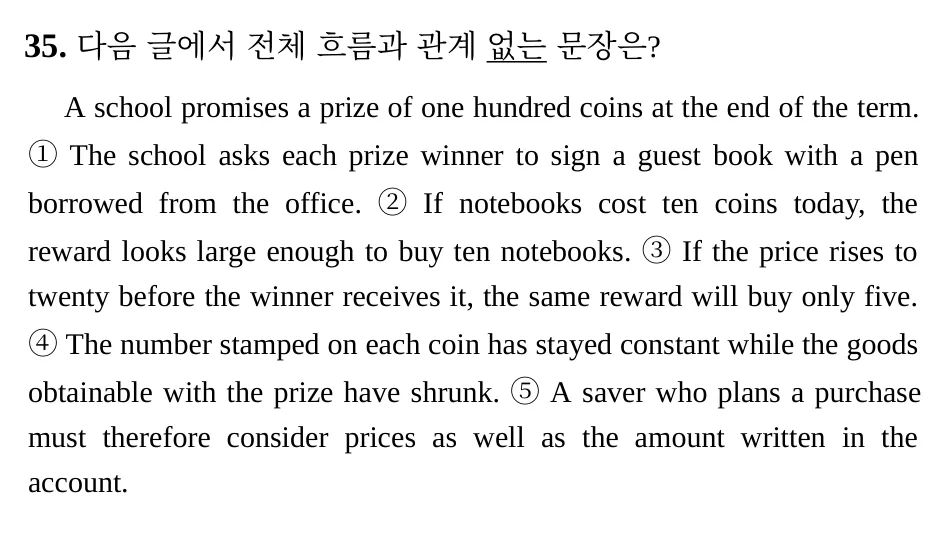 35. 다음 글에서 전체 흐름과 관계 없는 문장은?
A school promises a prize of one hundred coins at the end of the term.
① The school asks each prize winner to sign a guest book with a pen
borrowed from the office. ② If notebooks cost ten coins today, the
reward looks large enough to buy ten notebooks. ③ If the price rises to
twenty before the winner receives it, the same reward will buy only five.
④ The number stamped on each coin has stayed constant while the goods
obtainable with the prize have shrunk. ⑤ A saver who plans a purchase
must therefore consider prices as well as the amount written in the
account.